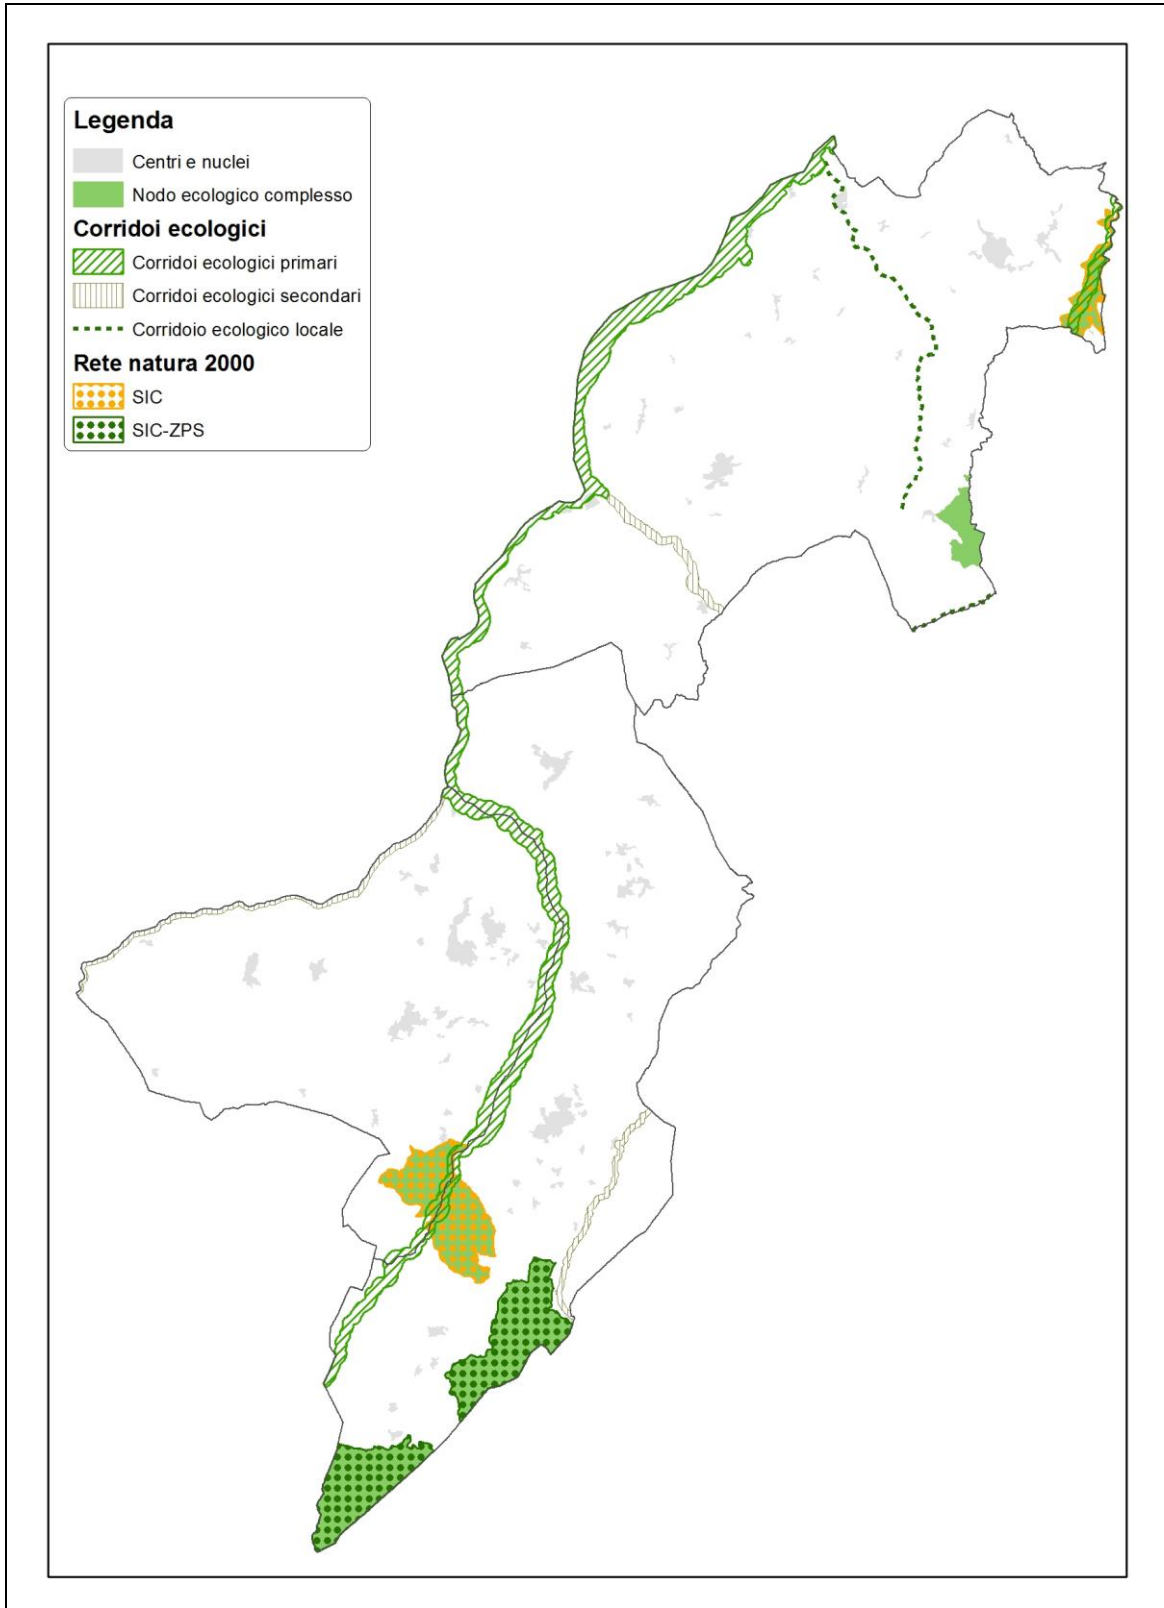 Legenda
Centri e nuclei
Nodo ecologico complesso
Corridoi ecologici
Corridoi ecologici primari
Corridoi ecologici secondari
Corridoio ecologico locale
Rete natura 2000
SIC
SIC-ZPS